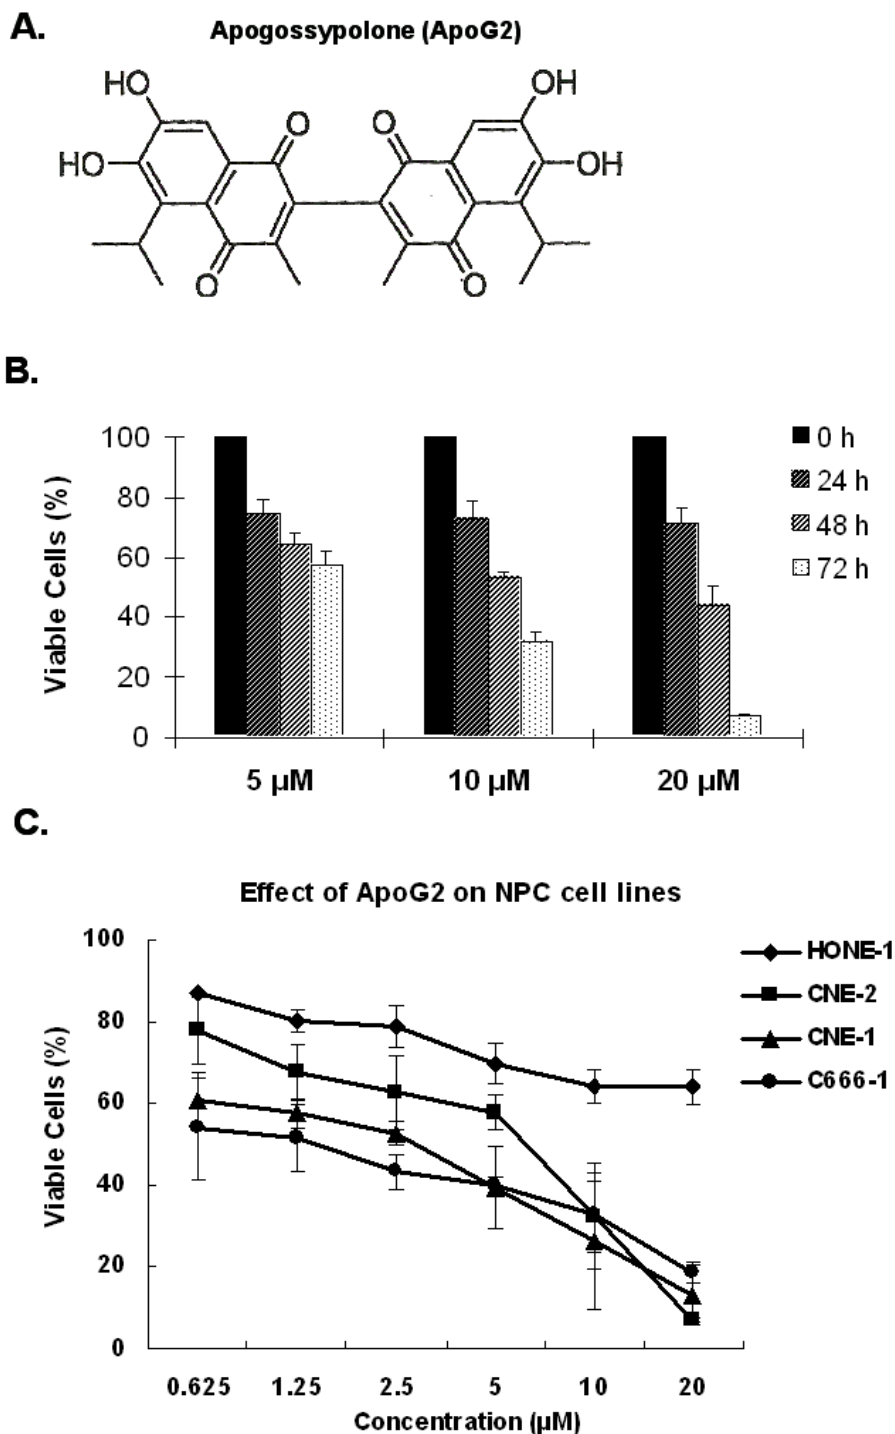 A.
Apogossypolone (ApoG2)
HO
O
O
OH
HO
OH
O
O
B.
100
80
60
40
20
0
Viable Cells (%)
0 h
24 h
48 h
72 h
5 µM
10 µM
20 µM
C.
Effect of ApoG2 on NPC cell lines
100
80
60
40
20
0
Viable Cells (%)
HONE-1
CNE-2
CNE-1
C666-1
0.625
1.25
2.5
5
10
20
Concentration (µM)